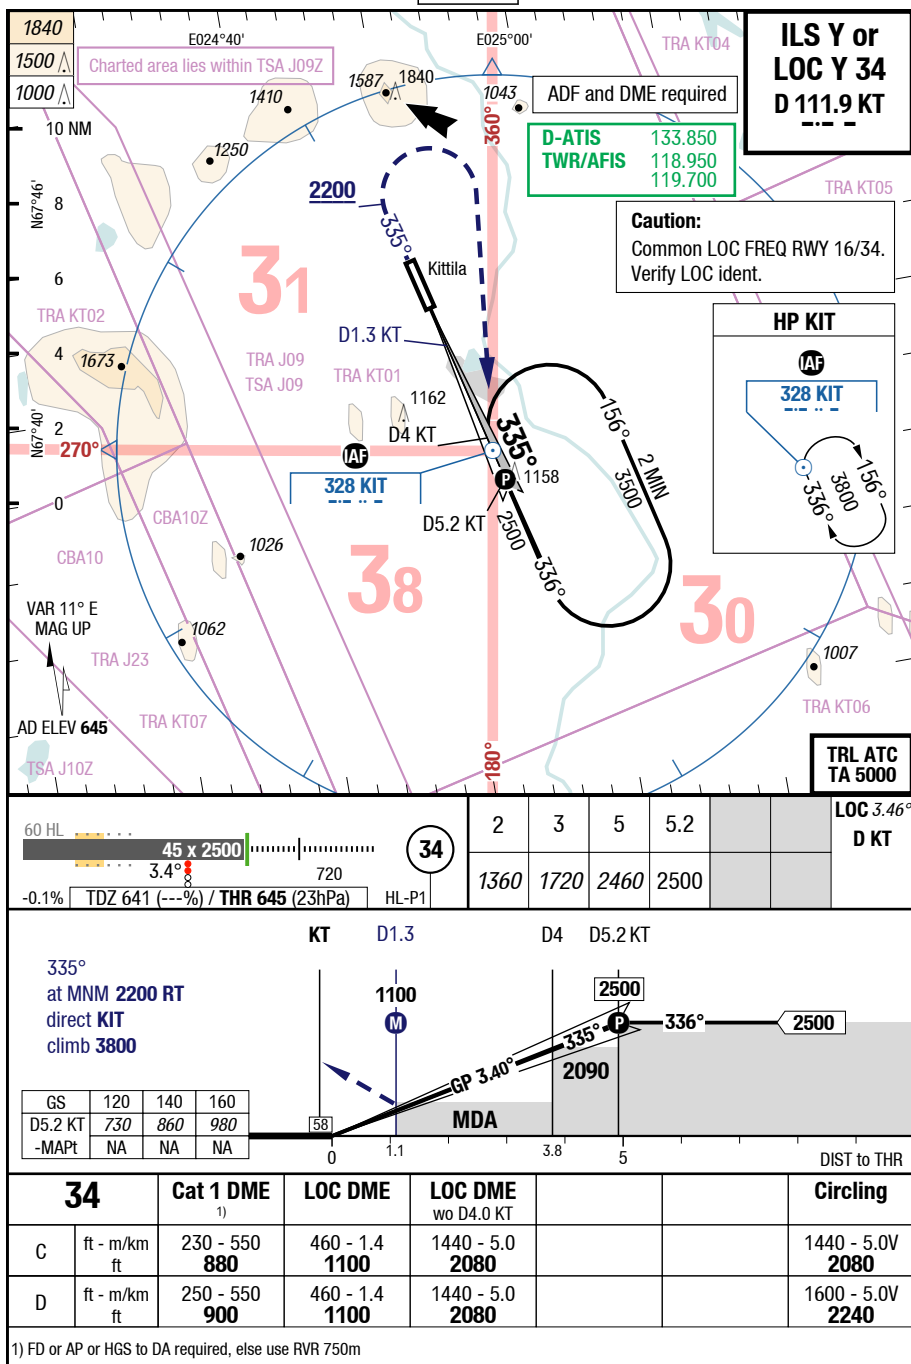 1840
1500
1000
E024°40'
E025°00'
Charted area lies within TSA J09Z
TRA KT04
ILS Y or
LOC Y 34
D 111.9 KT
ADF and DME required
D-ATIS 133.850
TWR/AFIS 118.950
119.700
TRA KT05
Caution:
Common LOC FREQ RWY 16/34.
Verify LOC ident.
10 NM
8
6
4
2
0
N67°46'
N67°40'
1587
1840
1410
1250
1043
360°
2200
335°
Kittila
31
D1.3 KT
TRA KT02
1673
TRA J09
TSA J09
TRA KT01
1162
D4 KT
270°
IAF
328 KIT
335°
P
1158
D5.2 KT
2500
336°
156°
2 MIN
3500
HP KIT
IAF
328 KIT
156°
3800
336°
CBA10Z
CBA10
1026
38
30
VAR 11° E
MAG UP
1062
TRA J23
1007
AD ELEV 645
TRA KT07
TRA KT06
TSA J10Z
180°
TRL ATC
TA 5000
60 HL
45 x 2500
34
3.4°
720
-0.1%
TDZ 641 (---%) / THR 645 (23hPa)
HL-P1
2 3 5 5.2 LOC 3.46°
D KT
1360 1720 2460 2500
KT D1.3 D4 D5.2 KT
335°
at MNM 2200 RT
direct KIT
climb 3800
1100
M
2500
P
335°
336°
2500
GP 3.40°
2090
MDA
58
0 1.1 3.8 5 DIST to THR
GS 120 140 160
D5.2 KT 730 860 980
-MAPt NA NA NA
34 Cat 1 DME LOC DME LOC DME Circling
1) wo D4.0 KT
C ft - m/km 230 - 550 460 - 1.4 1440 - 5.0 1440 - 5.0V
ft 880 1100 2080 2080
D ft - m/km 250 - 550 460 - 1.4 1440 - 5.0 1600 - 5.0V
ft 900 1100 2080 2240
1) FD or AP or HGS to DA required, else use RVR 750m